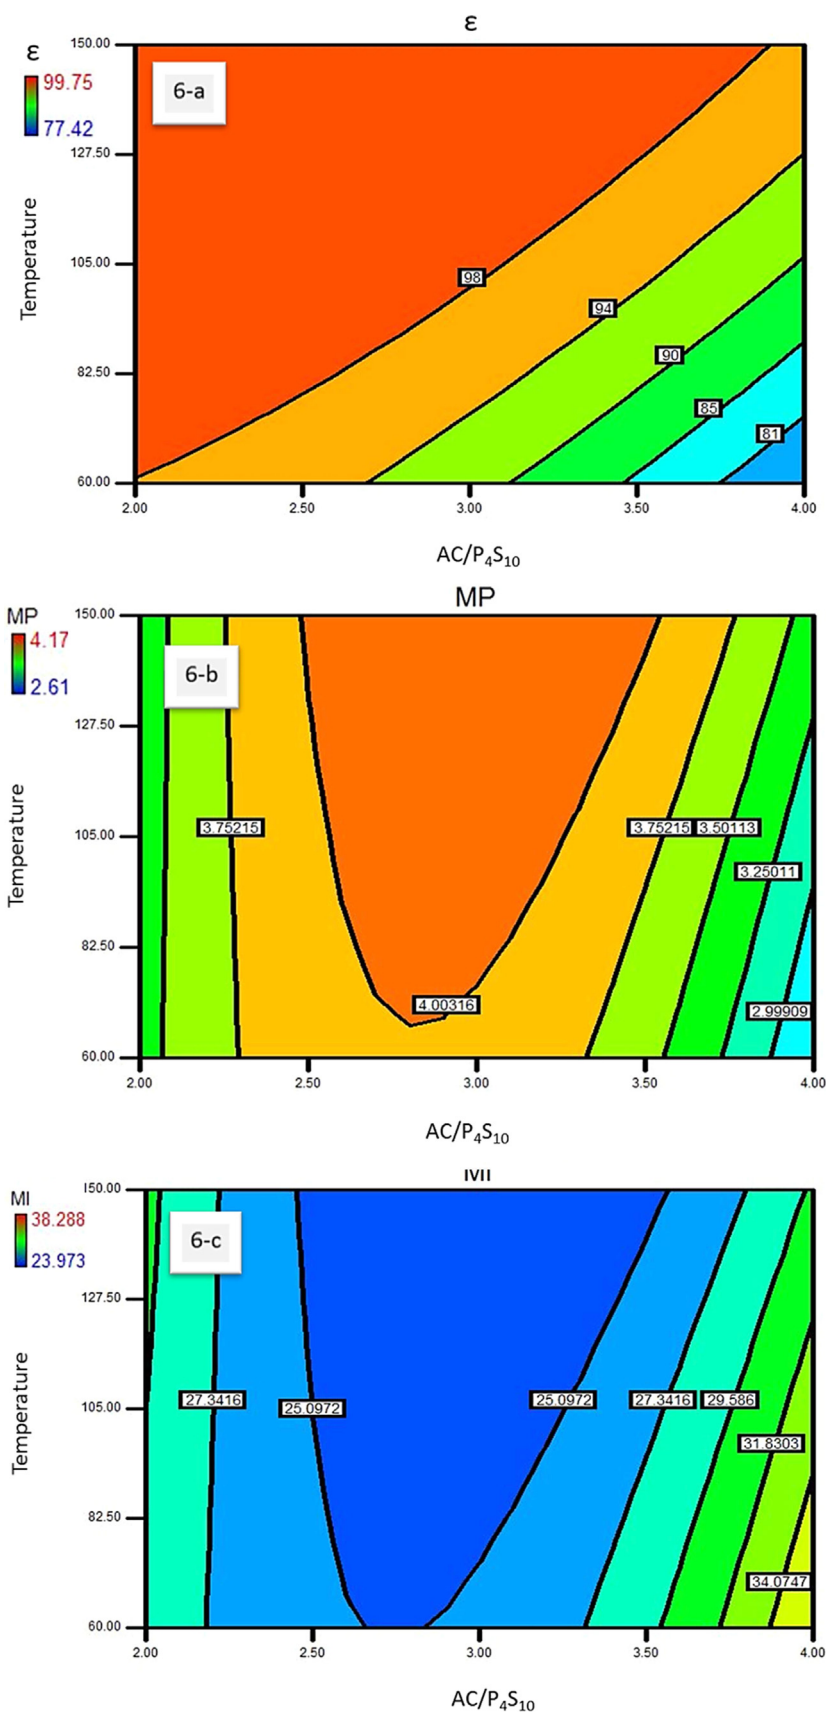 ε
150.00
ε
99.75
6-a
77.42
127.50
Temperature
105.00
98
94
90
82.50
85
81
60.00
2.00 2.50 3.00 3.50 4.00
AC/P₄S₁₀
MP
MP
150.00
4.17
6-b
2.61
127.50
Temperature
105.00
3.75215 3.75215 3.50113
3.25011
82.50
4.00316
2.99909
60.00
2.00 2.50 3.00 3.50 4.00
AC/P₄S₁₀
MI
150.00
38.288
6-c
23.973
127.50
Temperature
105.00
27.3416 25.0972 25.0972 27.3416 29.586
31.8303
82.50
34.0747
60.00
2.00 2.50 3.00 3.50 4.00
AC/P₄S₁₀